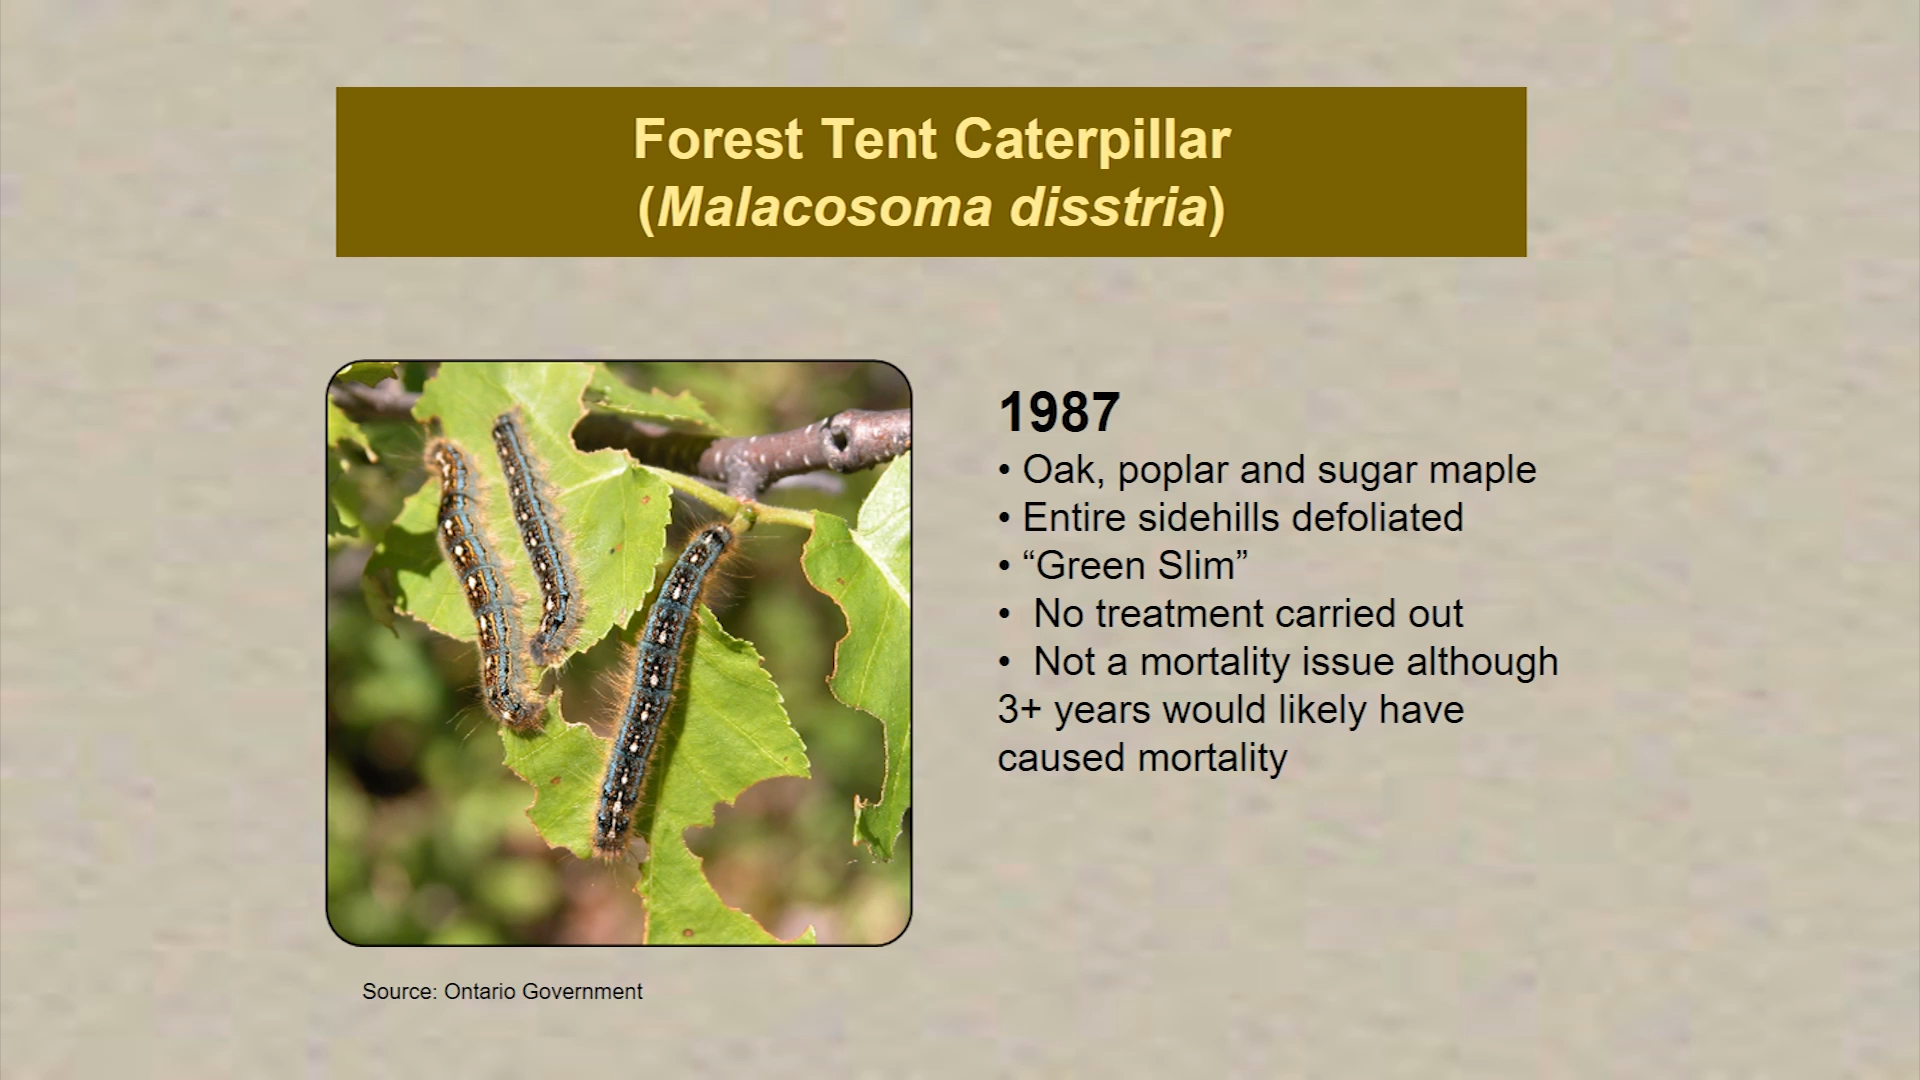 Forest Tent Caterpillar
(Malacosoma disstria)
1987
• Oak, poplar and sugar maple
• Entire sidehills defoliated
• “Green Slim”
•  No treatment carried out
•  Not a mortality issue although
3+ years would likely have
caused mortality
Source: Ontario Government